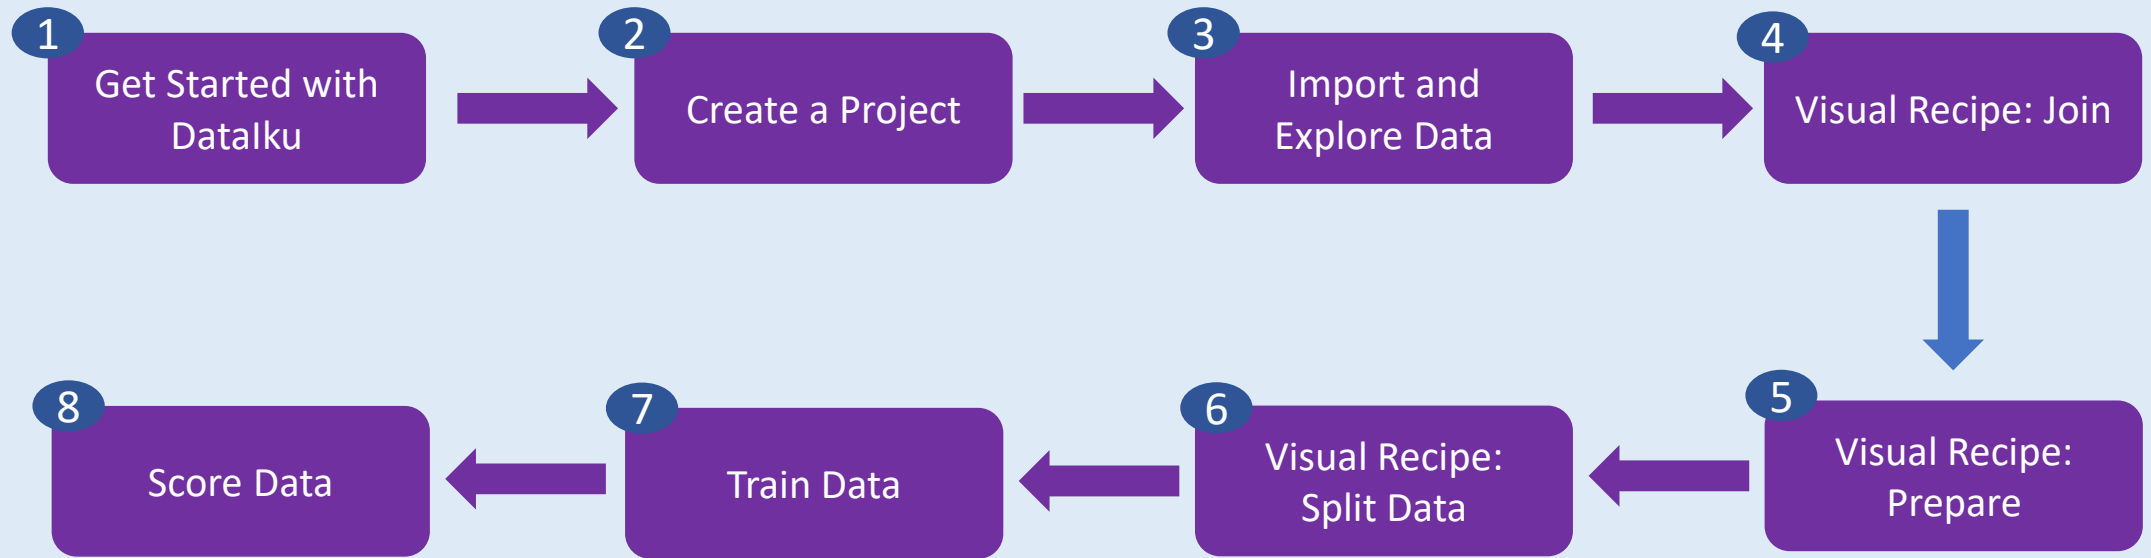 1
Get Started with
DataIku
2
Create a Project
3
Import and
Explore Data
4
Visual Recipe: Join
5
Visual Recipe:
Prepare
6
Visual Recipe:
Split Data
7
Train Data
8
Score Data